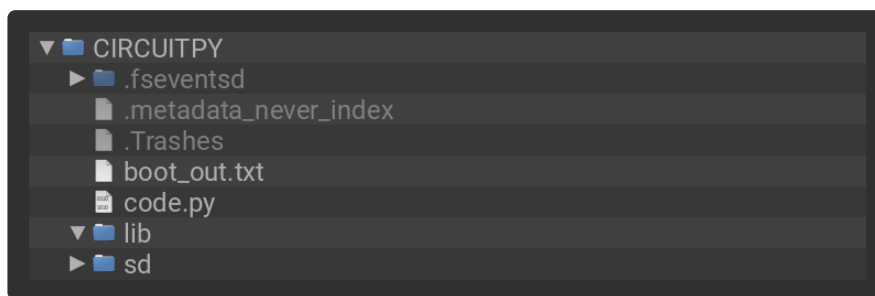 CIRCUITPY
.fseventsd
.metadata_never_index
.Trashes
boot_out.txt
code.py
lib
sd